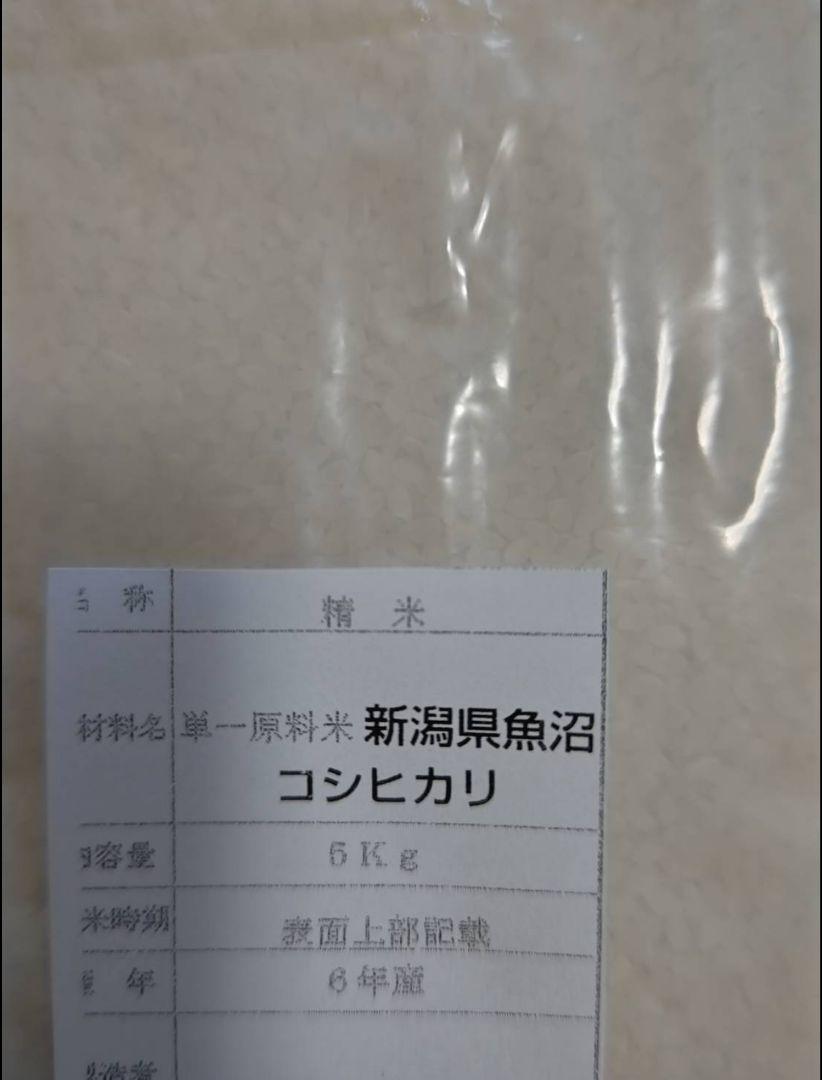 称 精 米
材料名 単一原料米 新潟県魚沼
コシヒカリ
容量 5Kg
米時期 表面上部記載
年 6年産